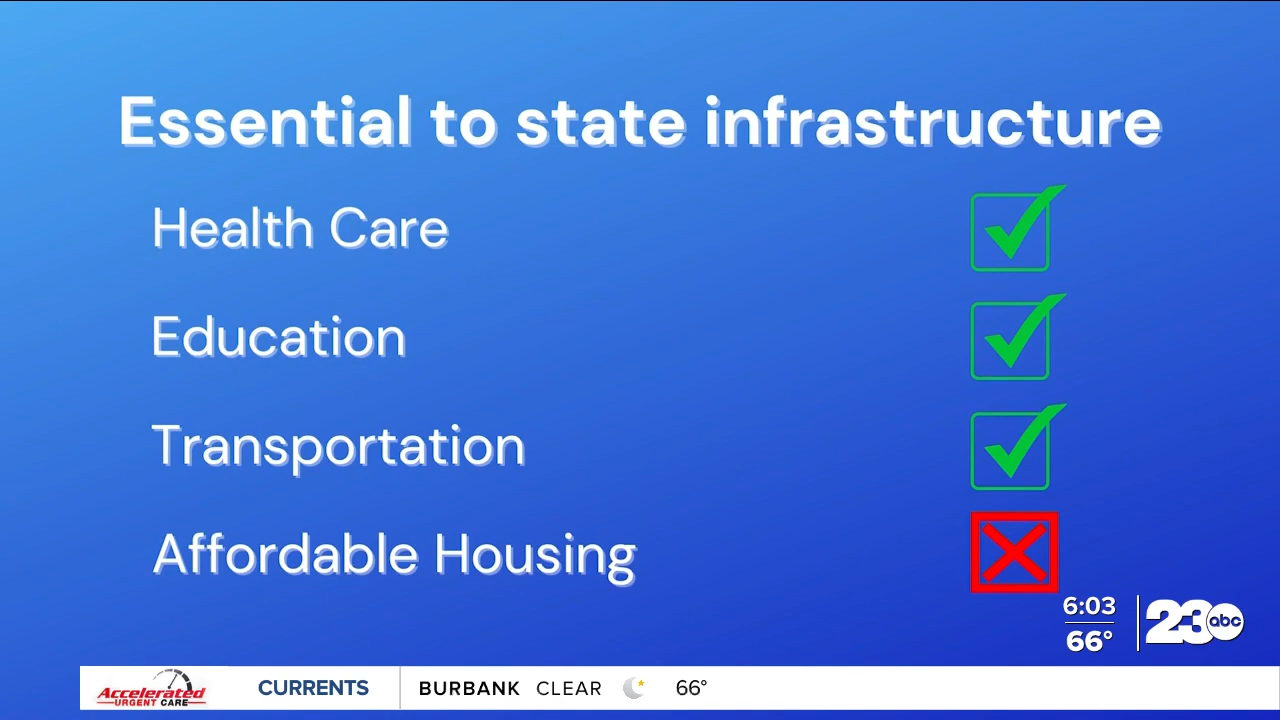 Essential to state infrastructure
Health Care
Education
Transportation
Affordable Housing
6:03
66°
23 abc
Accelerated
URGENT CARE
CURRENTS
BURBANK CLEAR 66°